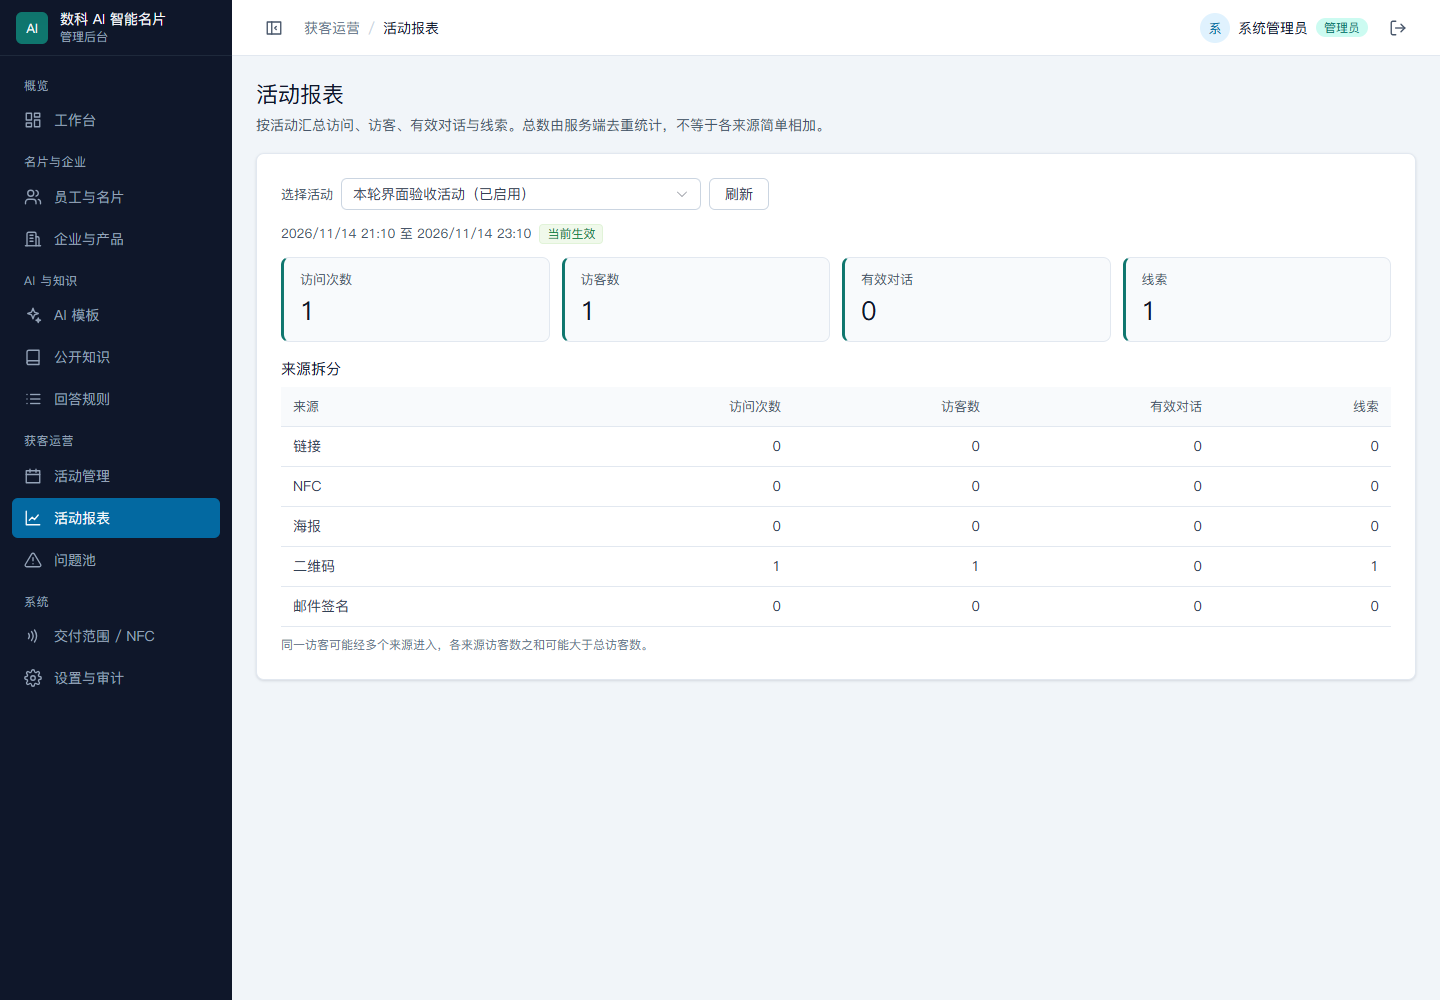 AI
数科 AI 智能名片
管理后台
概览
工作台
名片与企业
员工与名片
企业与产品
AI 与知识
AI 模板
公开知识
回答规则
获客运营
活动管理
活动报表
问题池
系统
交付范围 / NFC
设置与审计
获客运营 / 活动报表
系 系统管理员 管理员
活动报表
按活动汇总访问、访客、有效对话与线索。总数由服务端去重统计，不等于各来源简单相加。
选择活动 本轮界面验收活动（已启用） 刷新
2026/11/14 21:10 至 2026/11/14 23:10 当前生效
访问次数 访客数 有效对话 线索
1 1 0 1
来源拆分
来源 访问次数 访客数 有效对话 线索
链接 0 0 0 0
NFC 0 0 0 0
海报 0 0 0 0
二维码 1 1 0 1
邮件签名 0 0 0 0
同一访客可能经多个来源进入，各来源访客数之和可能大于总访客数。